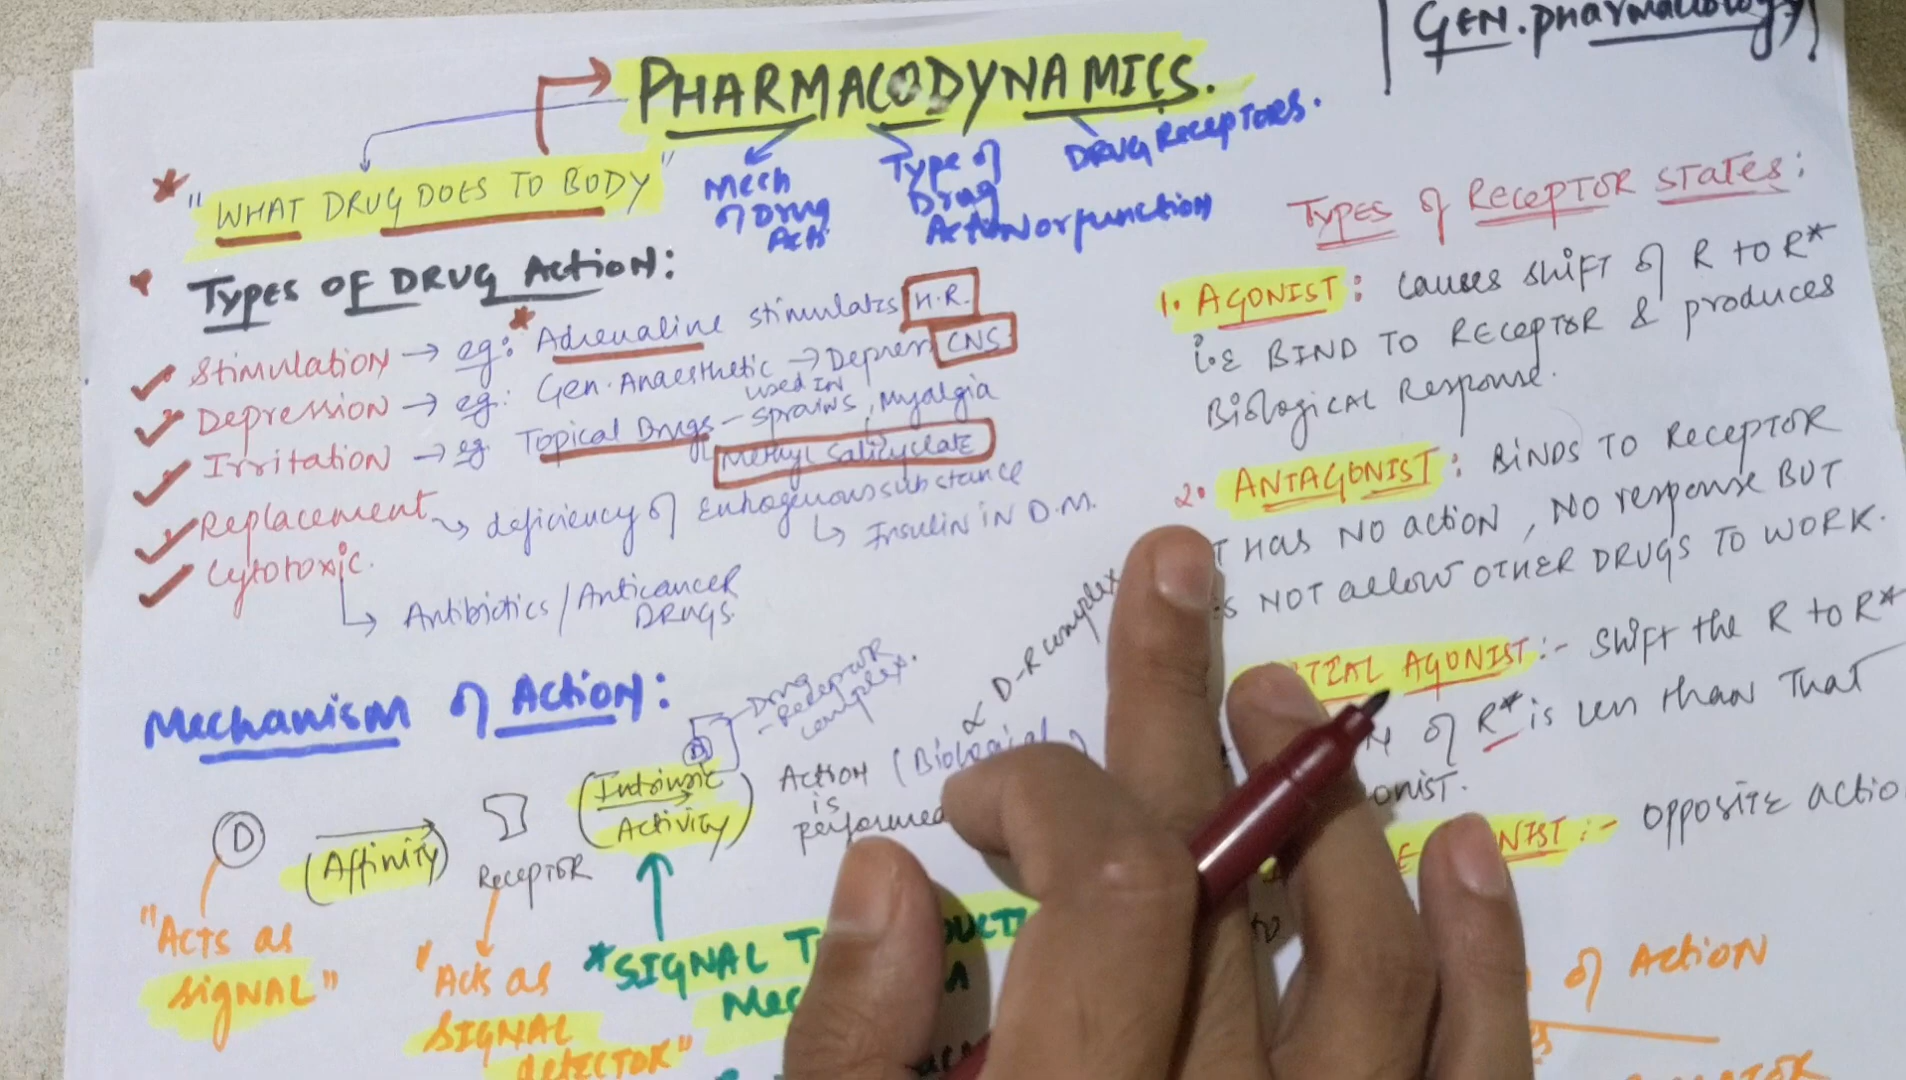 GEN. pharmacology
PHARMACODYNAMICS.
"WHAT DRUG DOES TO BODY"
Mech
of Drug
Acti
Type of
Drug
Action or function
DRUG RECEPTORS.
TYPES OF DRUG ACTION:
Stimulation → eg: Adrenaline stimulates H.R.
Depression → eg: Gen. Anaesthetic → Depress CNS
Irritation → eg Topical Drugs - used in sprains, Myalgia
Methyl Salicyclate
Replacement → deficiency of Endogenous substance
↳ Insulin in D.M.
Cytotoxic.
↳ Antibiotics / Anticancer
DRUGS.
Mechanism of Action:
D
(Affinity)
Receptor
(Intrinsic
Activity)
Drug
- Receptor
complex.
Action (Biological
is
performed
∝ D-R complex
"Acts as
signal"
"Acts as
SIGNAL
detector"
*SIGNAL
TYPES of RECEPTOR States:
1. AGONIST: causes shift of R to R*
i.e BIND TO RECEPTOR & produces
Biological Response.
2. ANTAGONIST: BINDS TO Receptor
HAS NO action, NO response BUT
NOT allow OTHER DRUGS TO WORK.
AGONIST:- Shift the R to R*
of R* is less than That
OPPOSITE actio
of Action